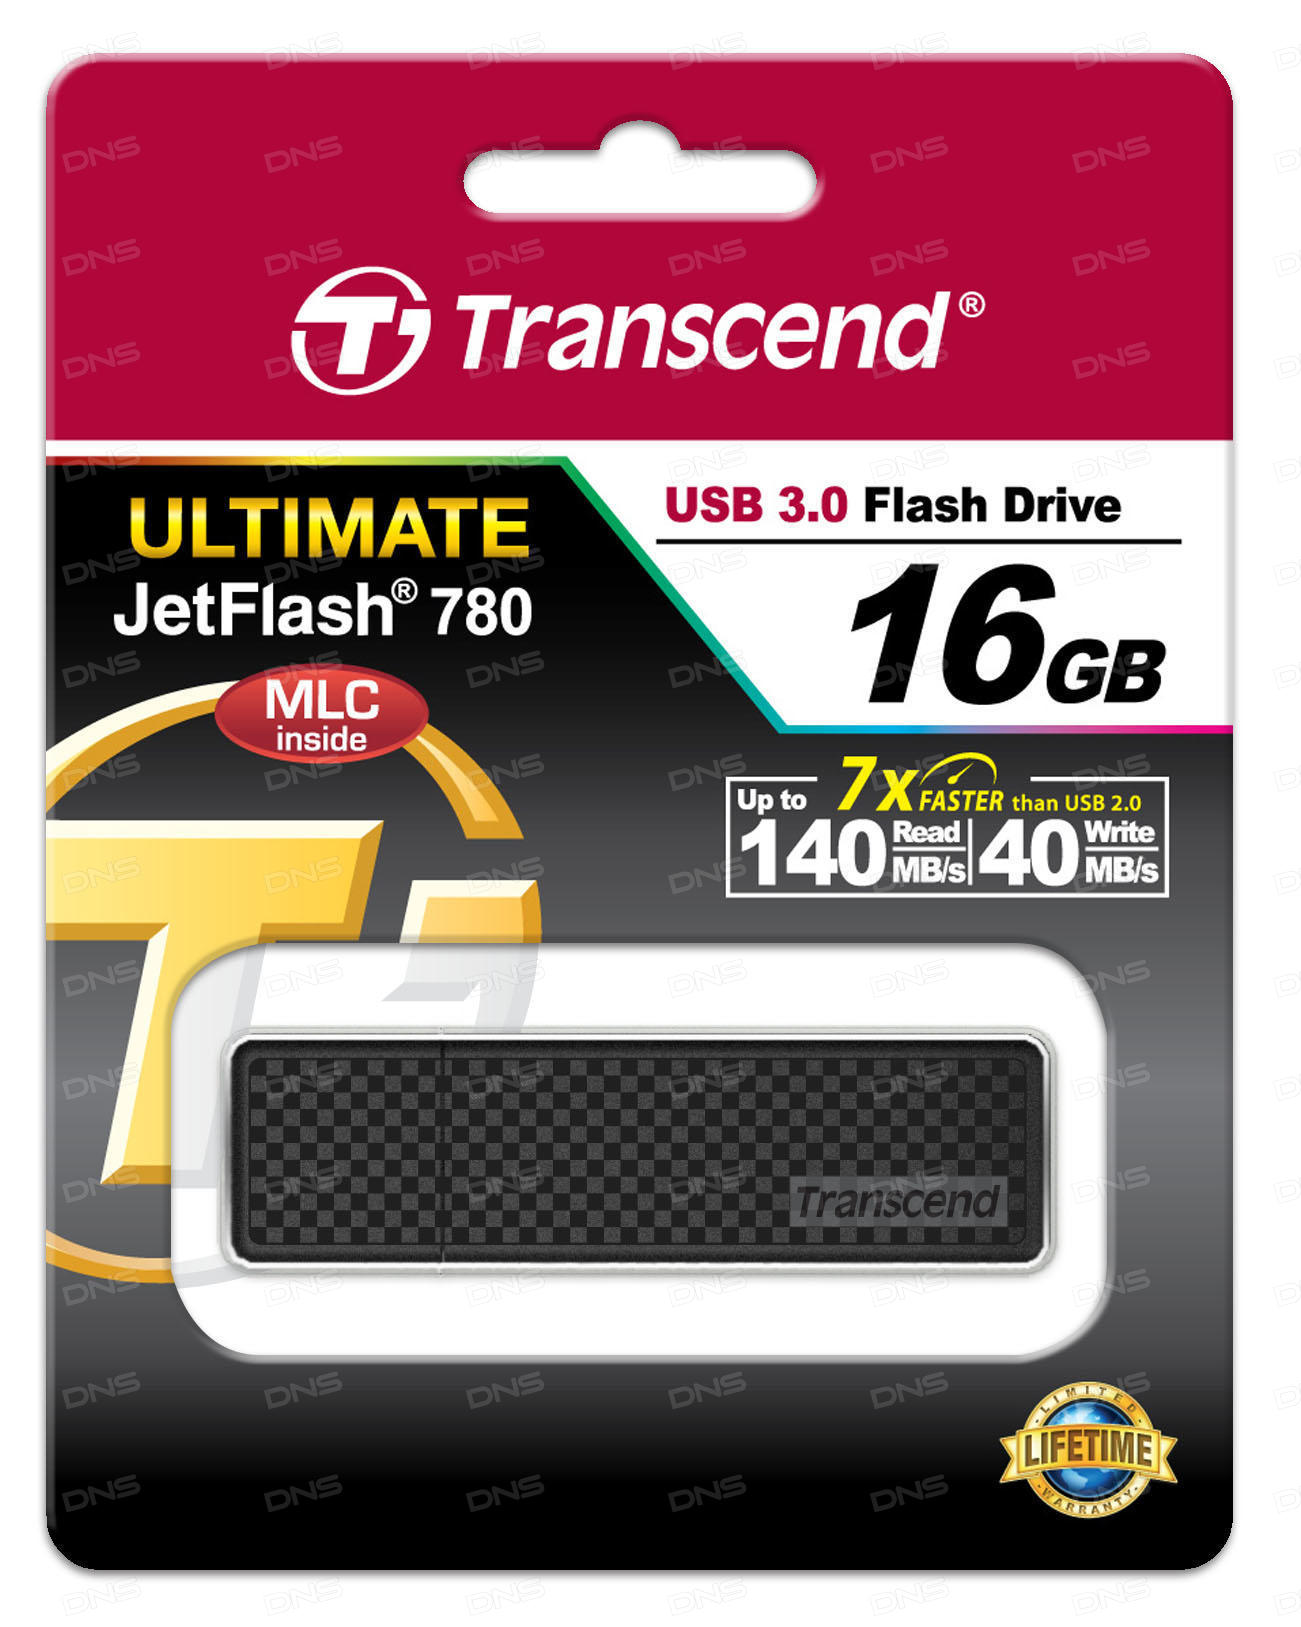 Transcend®
ULTIMATE
JetFlash® 780
MLC
inside
USB 3.0 Flash Drive
16GB
Up to 7x FASTER than USB 2.0
140 Read MB/s 40 Write MB/s
Transcend
LIMITED
LIFETIME
WARRANTY
DNS